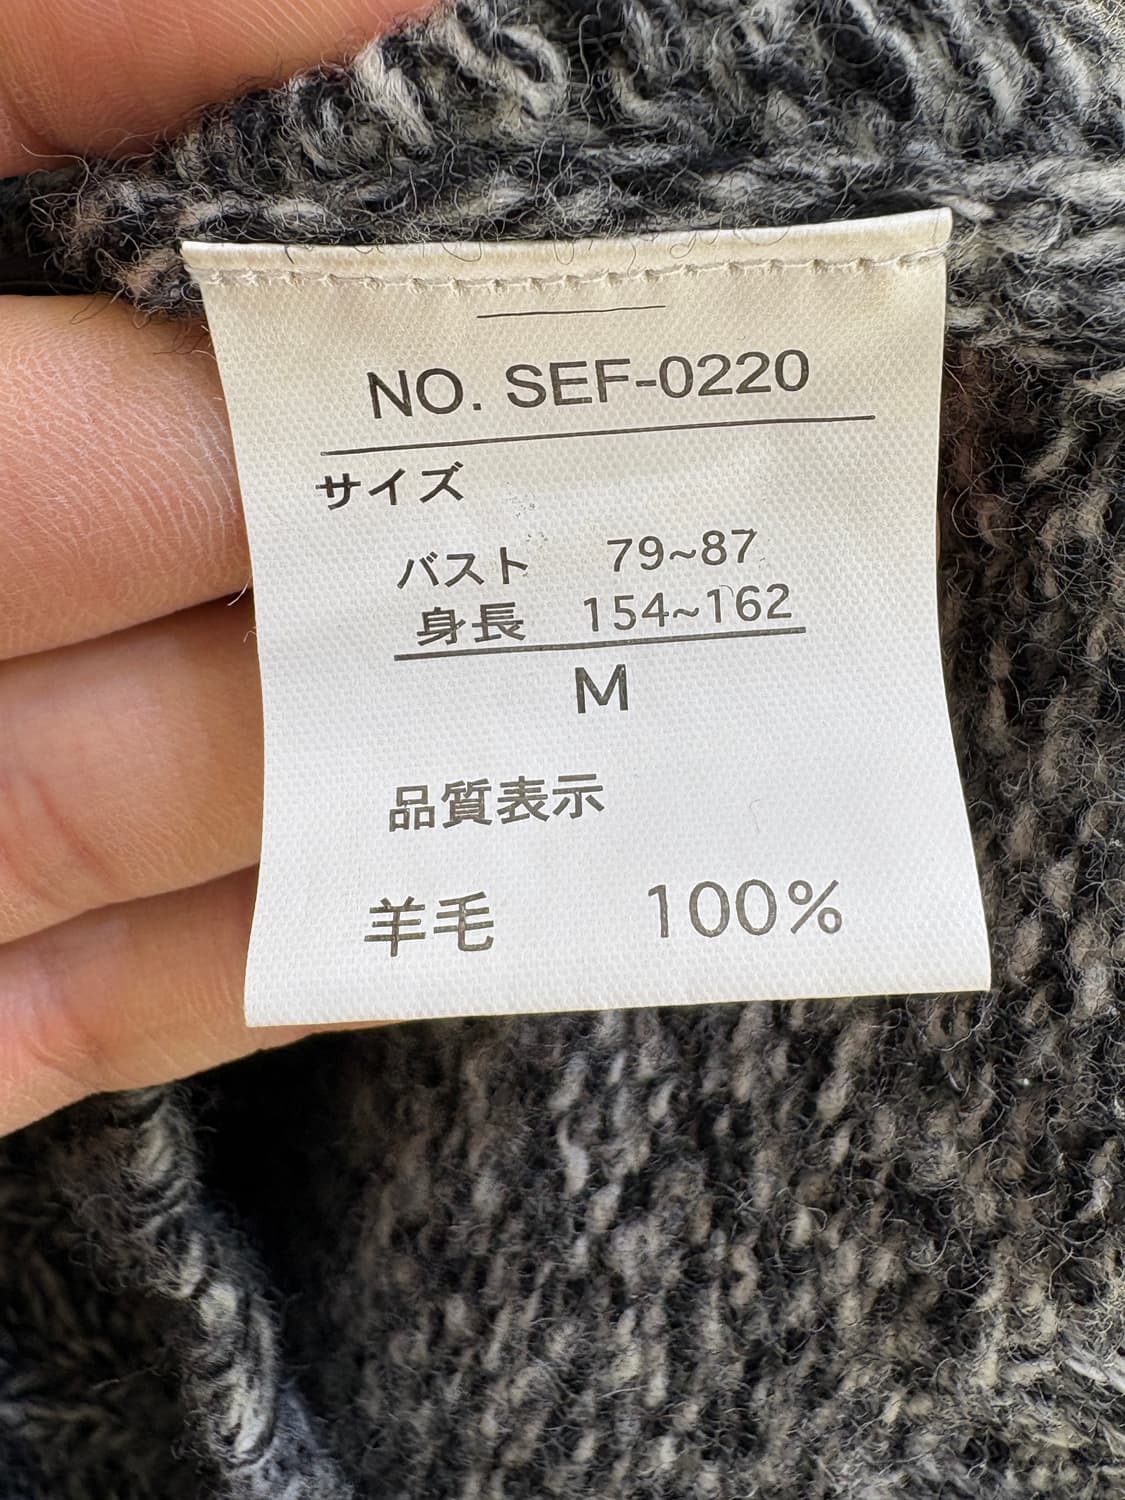 NO. SEF-0220
サイズ
バスト 79~87
身長 154~162
M
品質表示
羊毛 100%